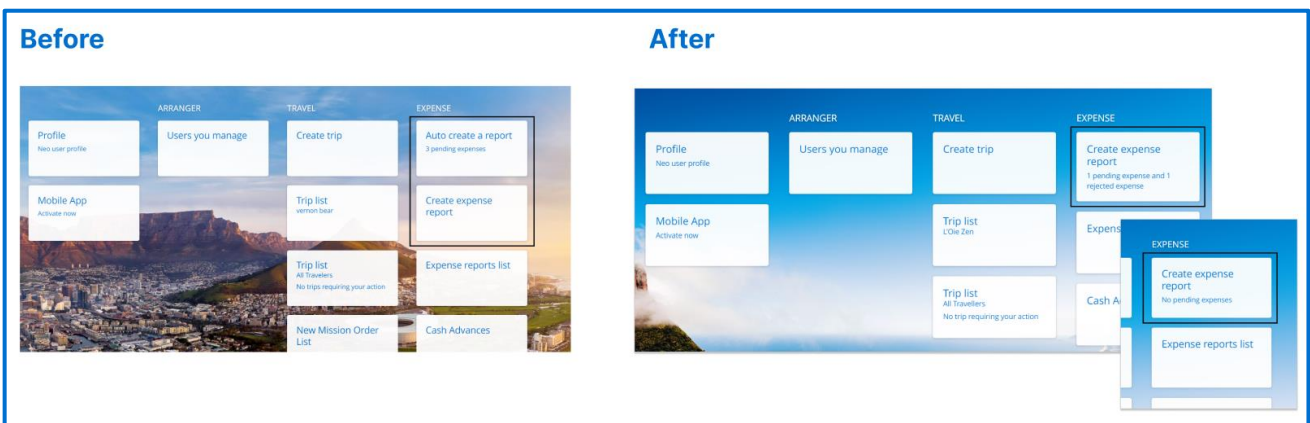 Before
ARRANGER
TRAVEL
EXPENSE
Profile
Neo user profile
Users you manage
Create trip
Auto create a report
3 pending expenses
Mobile App
Activate now
Trip list
vernon bear
Create expense
report
Trip list
All Travelers
No trips requiring your action
Expense reports list
New Mission Order
List
Cash Advances
After
ARRANGER
TRAVEL
EXPENSE
Profile
Neo user profile
Users you manage
Create trip
Create expense
report
1 pending expense and 1
rejected expense
Mobile App
Activate now
Trip list
L'Oie Zen
Expens
Trip list
All Travellers
No trip requiring your action
Cash A
EXPENSE
Create expense
report
No pending expenses
Expense reports list